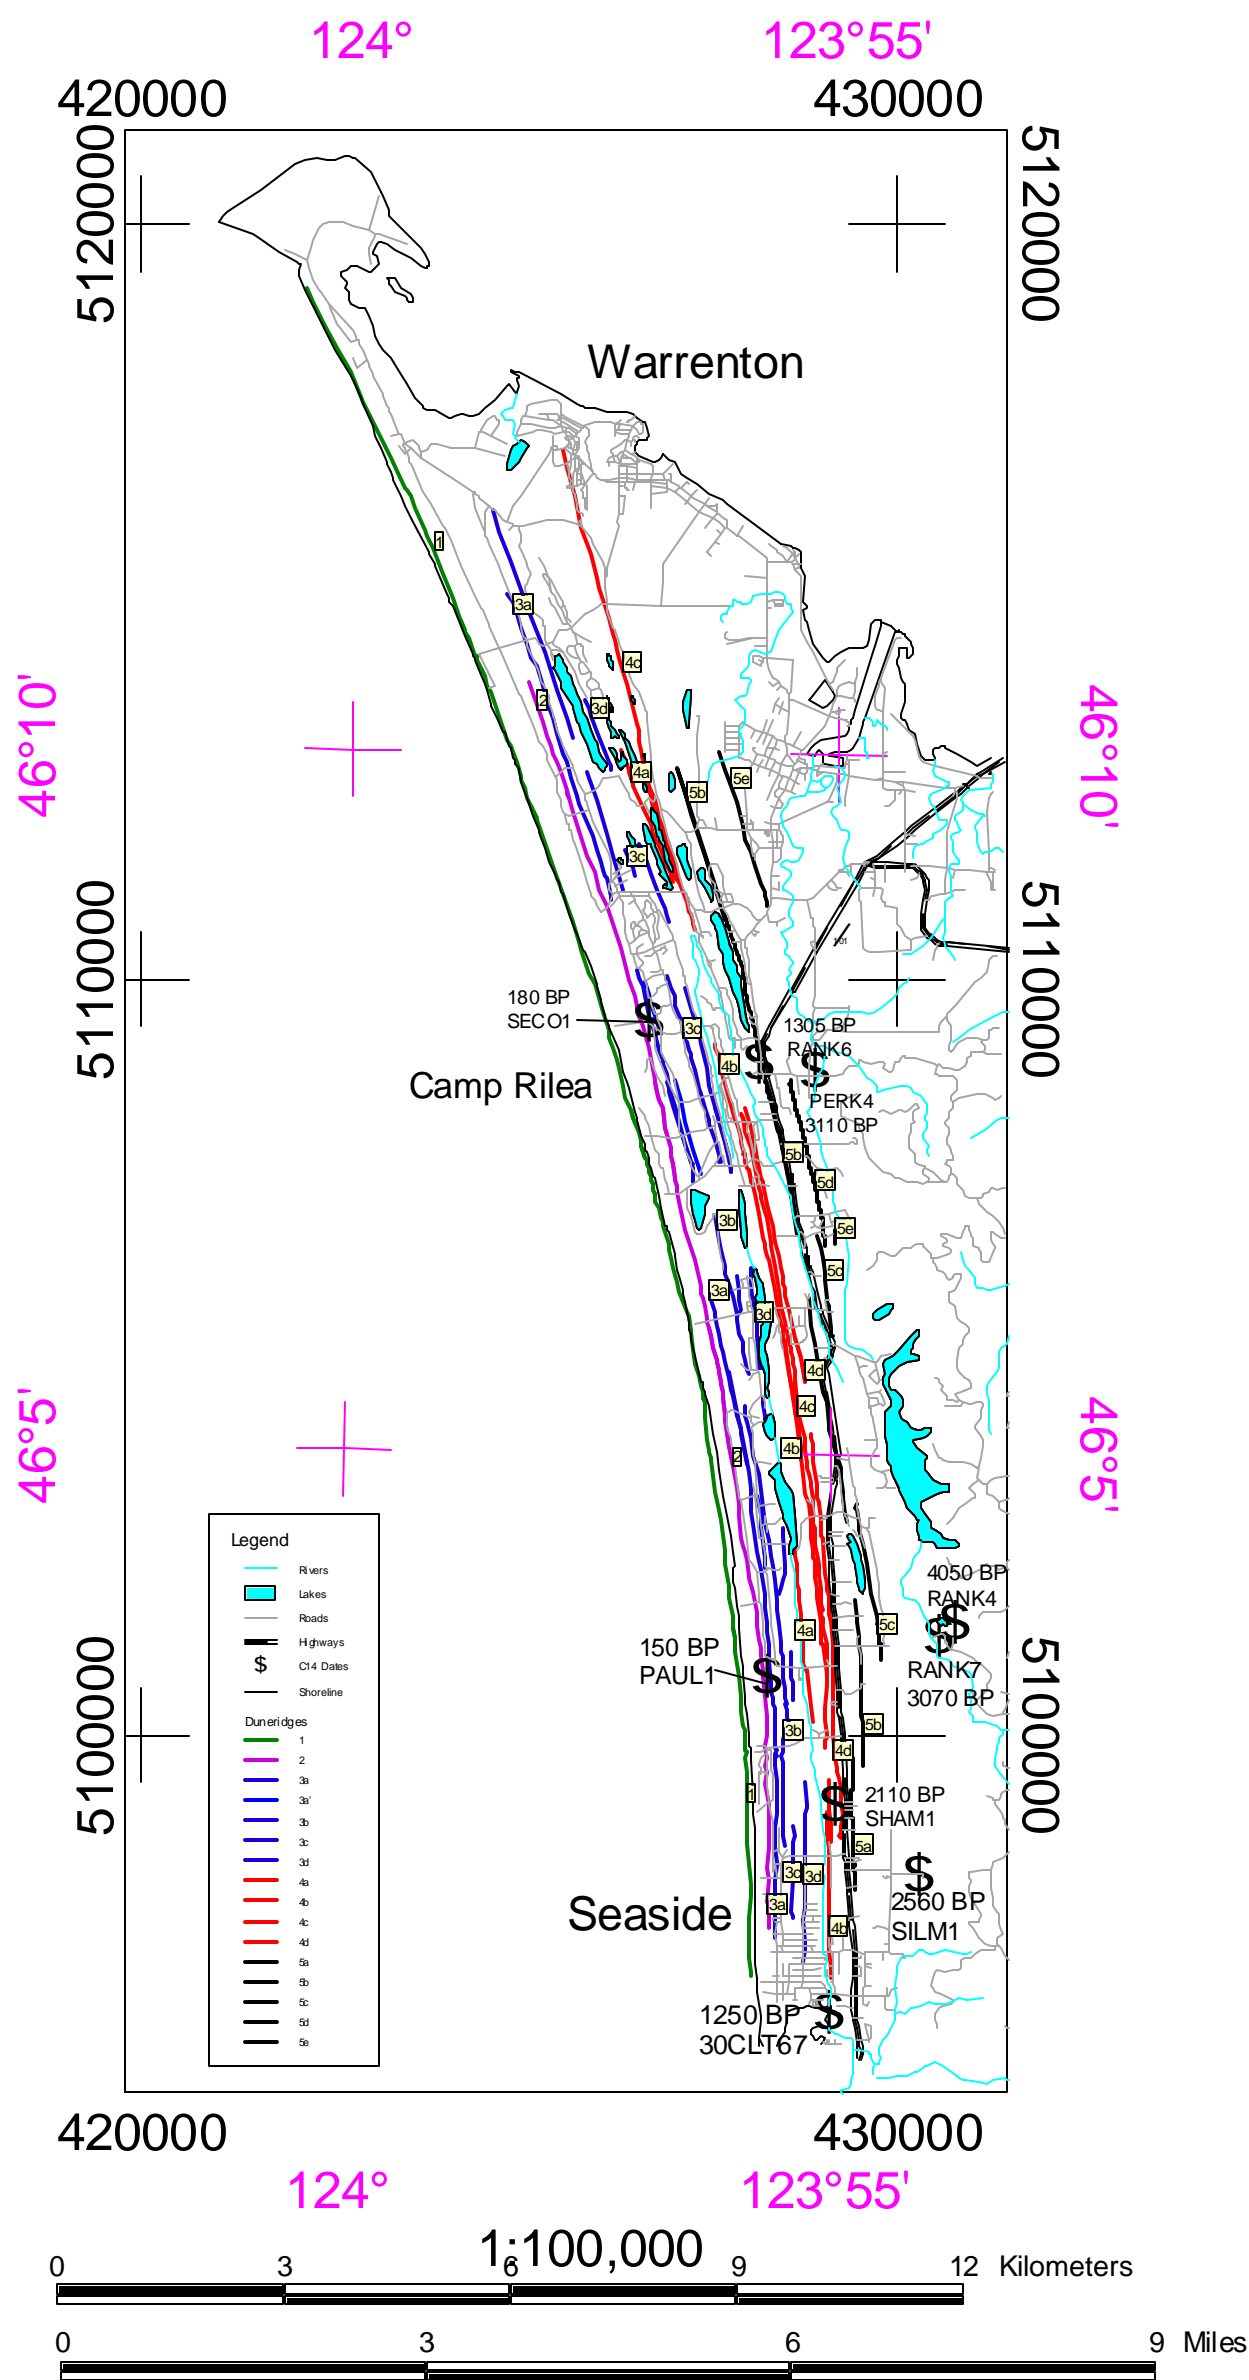 124°
123°55'
420000
430000
5120000
5120000
Warrenton
1
3a
4c
2
3d
46°10'
46°10'
4a
5b
5e
3c
5110000
5110000
101
180 BP
SECO1
3c
1305 BP
RANK6
4b
Camp Rilea
PERK4
3110 BP
5b
5d
3b
5e
5c
3a
3d
4d
46°5'
46°5'
4c
4b
2
Legend
Rivers
Lakes
Roads
Highways
$ C14 Dates
Shoreline
Duneridges
1
2
3a
3a'
3b
3c
3d
4a
4b
4c
4d
5a
5b
5c
5d
5e
4050 BP
RANK4
5c
4a
150 BP
PAUL1
RANK7
3070 BP
5100000
5100000
3b
5b
4d
1
2110 BP
SHAM1
5a
3c
3d
2560 BP
SILM1
3a
Seaside
4b
1250 BP
30CLT67
$
$
$
$
$
$
$
$
$
420000
430000
124°
123°55'
1:100,000
0 3 6 9 12 Kilometers
0 3 6 9 Miles